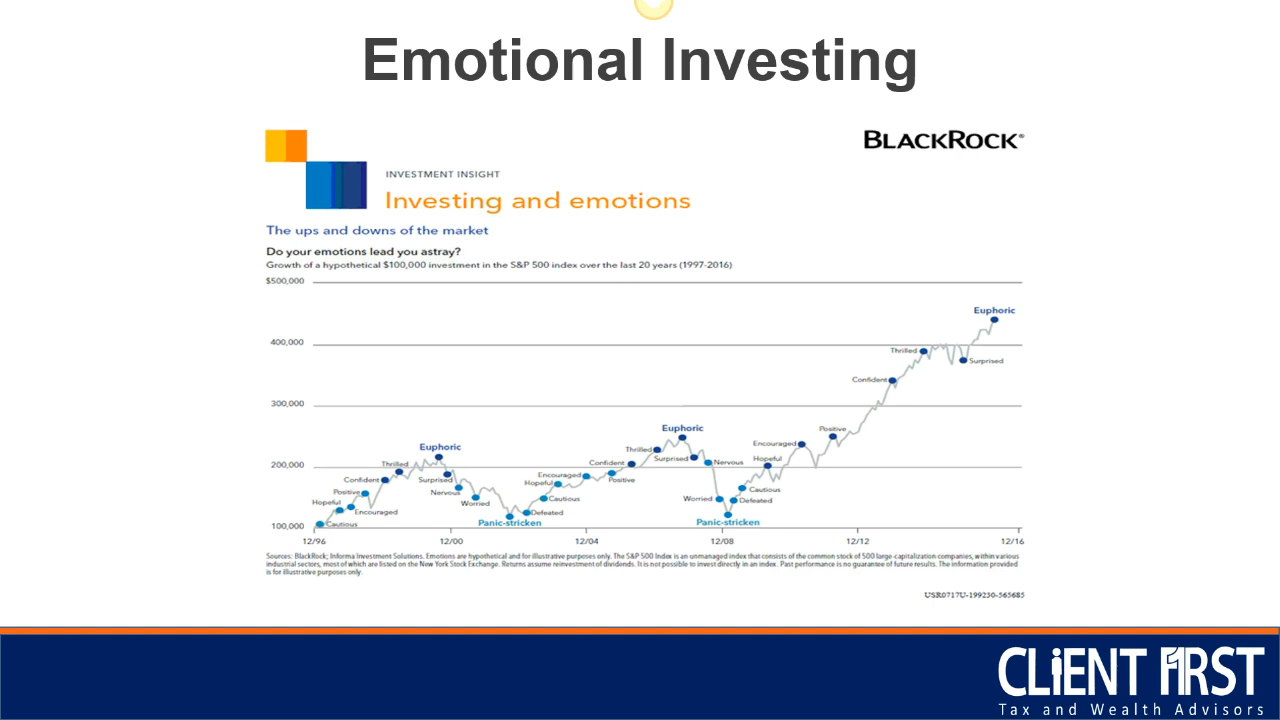 Emotional Investing
BLACKROCK®
INVESTMENT INSIGHT
Investing and emotions
The ups and downs of the market
Do your emotions lead you astray?
Growth of a hypothetical $100,000 investment in the S&P 500 index over the last 20 years (1997-2016)
$500,000
Euphoric
400,000
Thrilled
Surprised
Confident
300,000
Positive
Euphoric
Encouraged
Euphoric
Thrilled
Surprised
Nervous
Hopeful
200,000
Thrilled
Confident
Confident
Surprised
Encouraged
Positive
Hopeful
Positive
Nervous
Cautious
Hopeful
Worried
Cautious
Worried
Defeated
Encouraged
Defeated
100,000
Cautious
Panic-stricken
Panic-stricken
12/96
12/00
12/04
12/08
12/12
12/16
Sources: BlackRock; Informa Investment Solutions. Emotions are hypothetical and for illustrative purposes only. The S&P 500 Index is an unmanaged index that consists of the common stock of 500 large-capitalization companies, within various
industrial sectors, most of which are listed on the New York Stock Exchange. Returns assume reinvestment of dividends. It is not possible to invest directly in an index. Past performance is no guarantee of future results. The information provided
is for illustrative purposes only.
USR0717U-199230-565685
CLiENT F1RST
Tax and Wealth Advisors